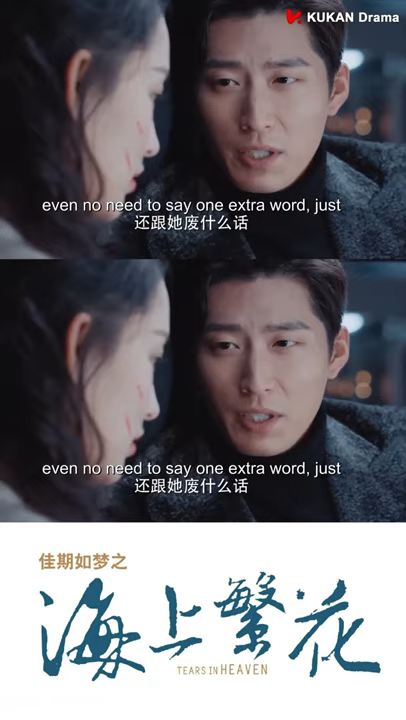 KUKAN Drama
even no need to say one extra word, just
还跟她废什么话
even no need to say one extra word, just
还跟她废什么话
佳期如梦之
海上繁花
TEARS IN HEAVEN